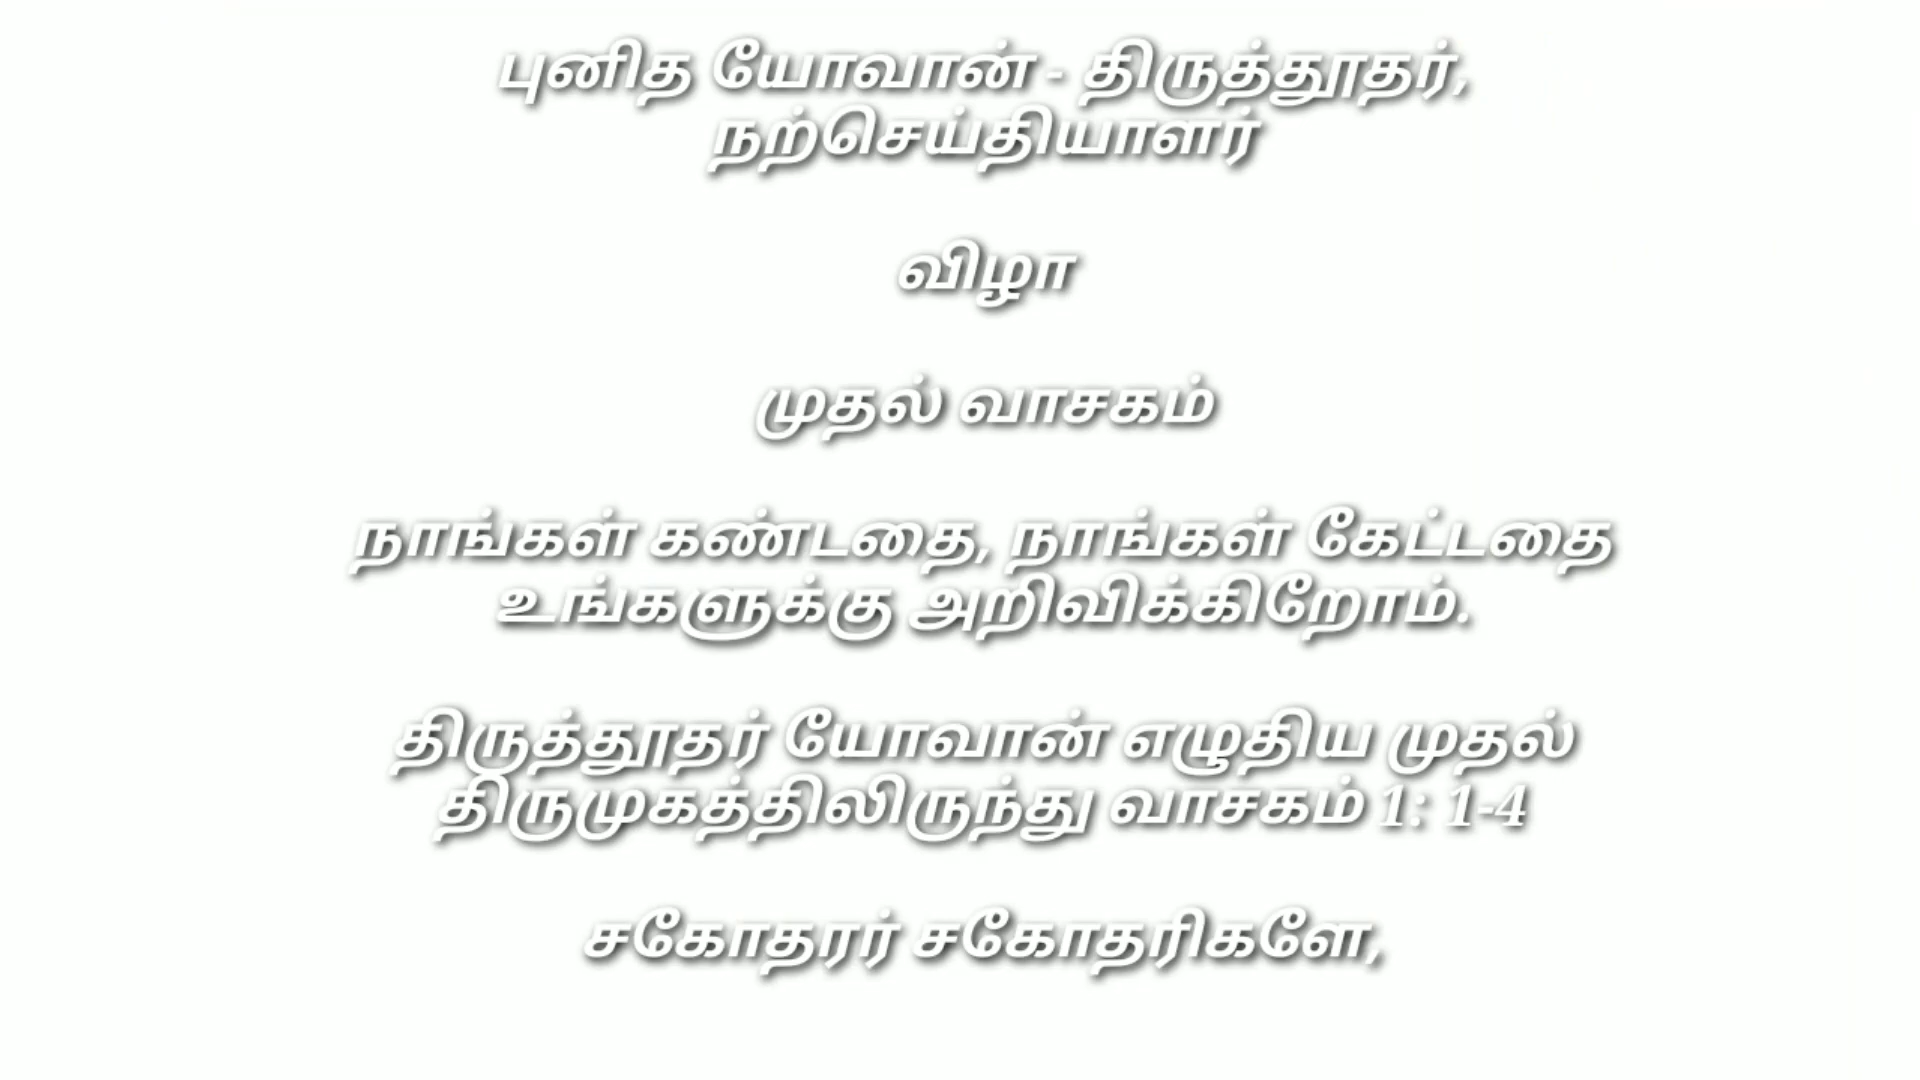 புனித யோவான் - திருத்தூதர்,
நற்செய்தியாளர்
விழா
முதல் வாசகம்
நாங்கள் கண்டதை, நாங்கள் கேட்டதை
உங்களுக்கு அறிவிக்கிறோம்.
திருத்தூதர் யோவான் எழுதிய முதல்
திருமுகத்திலிருந்து வாசகம் 1: 1-4
சகோதரர் சகோதரிகளே,